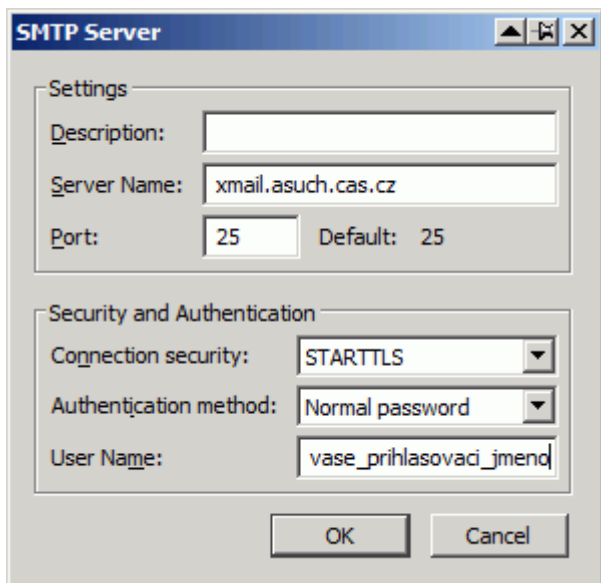 SMTP Server
Settings
Description:
Server Name: xmail.asuch.cas.cz
Port: 25 Default: 25
Security and Authentication
Connection security: STARTTLS
Authentication method: Normal password
User Name: vase_prihlasovaci_jmeno
OK Cancel